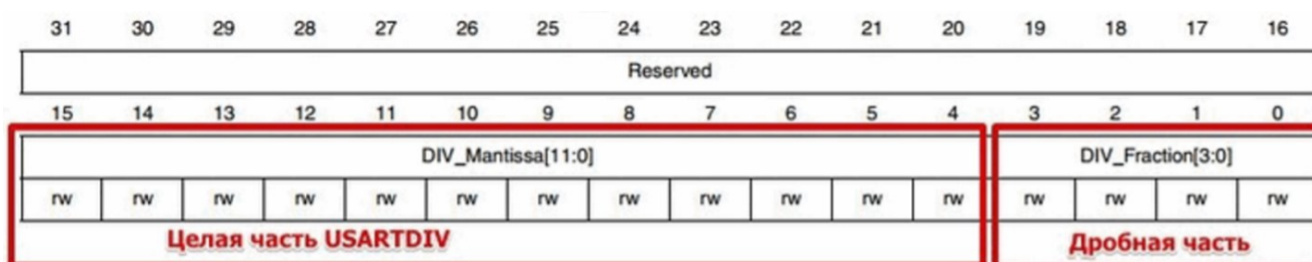 31 30 29 28 27 26 25 24 23 22 21 20 19 18 17 16
Reserved
15 14 13 12 11 10 9 8 7 6 5 4 3 2 1 0
DIV_Mantissa[11:0] DIV_Fraction[3:0]
rw rw rw rw rw rw rw rw rw rw rw rw rw rw rw rw
Целая часть USARTDIV Дробная часть